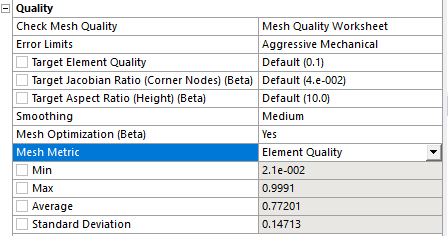 Quality
Check Mesh Quality Mesh Quality Worksheet
Error Limits Aggressive Mechanical
Target Element Quality Default (0.1)
Target Jacobian Ratio (Corner Nodes) (Beta) Default (4.e-002)
Target Aspect Ratio (Height) (Beta) Default (10.0)
Smoothing Medium
Mesh Optimization (Beta) Yes
Mesh Metric Element Quality
Min 2.1e-002
Max 0.9991
Average 0.77201
Standard Deviation 0.14713